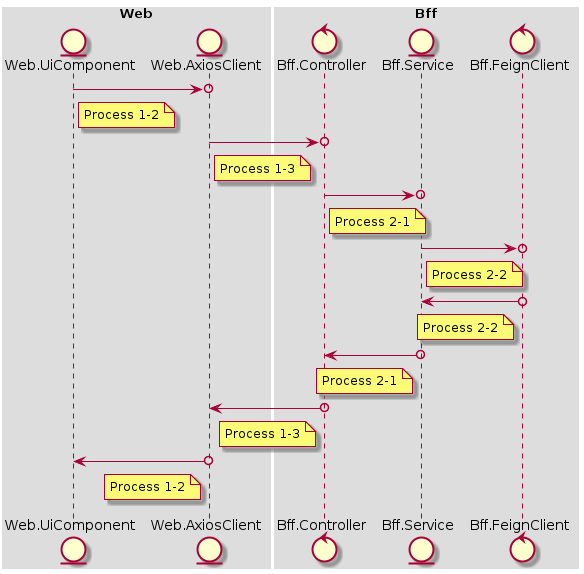 Web Bff
Web.UiComponent Web.AxiosClient Bff.Controller Bff.Service Bff.FeignClient
Process 1-2
Process 1-3
Process 2-1
Process 2-2
Process 2-2
Process 2-1
Process 1-3
Process 1-2
Web.UiComponent Web.AxiosClient Bff.Controller Bff.Service Bff.FeignClient